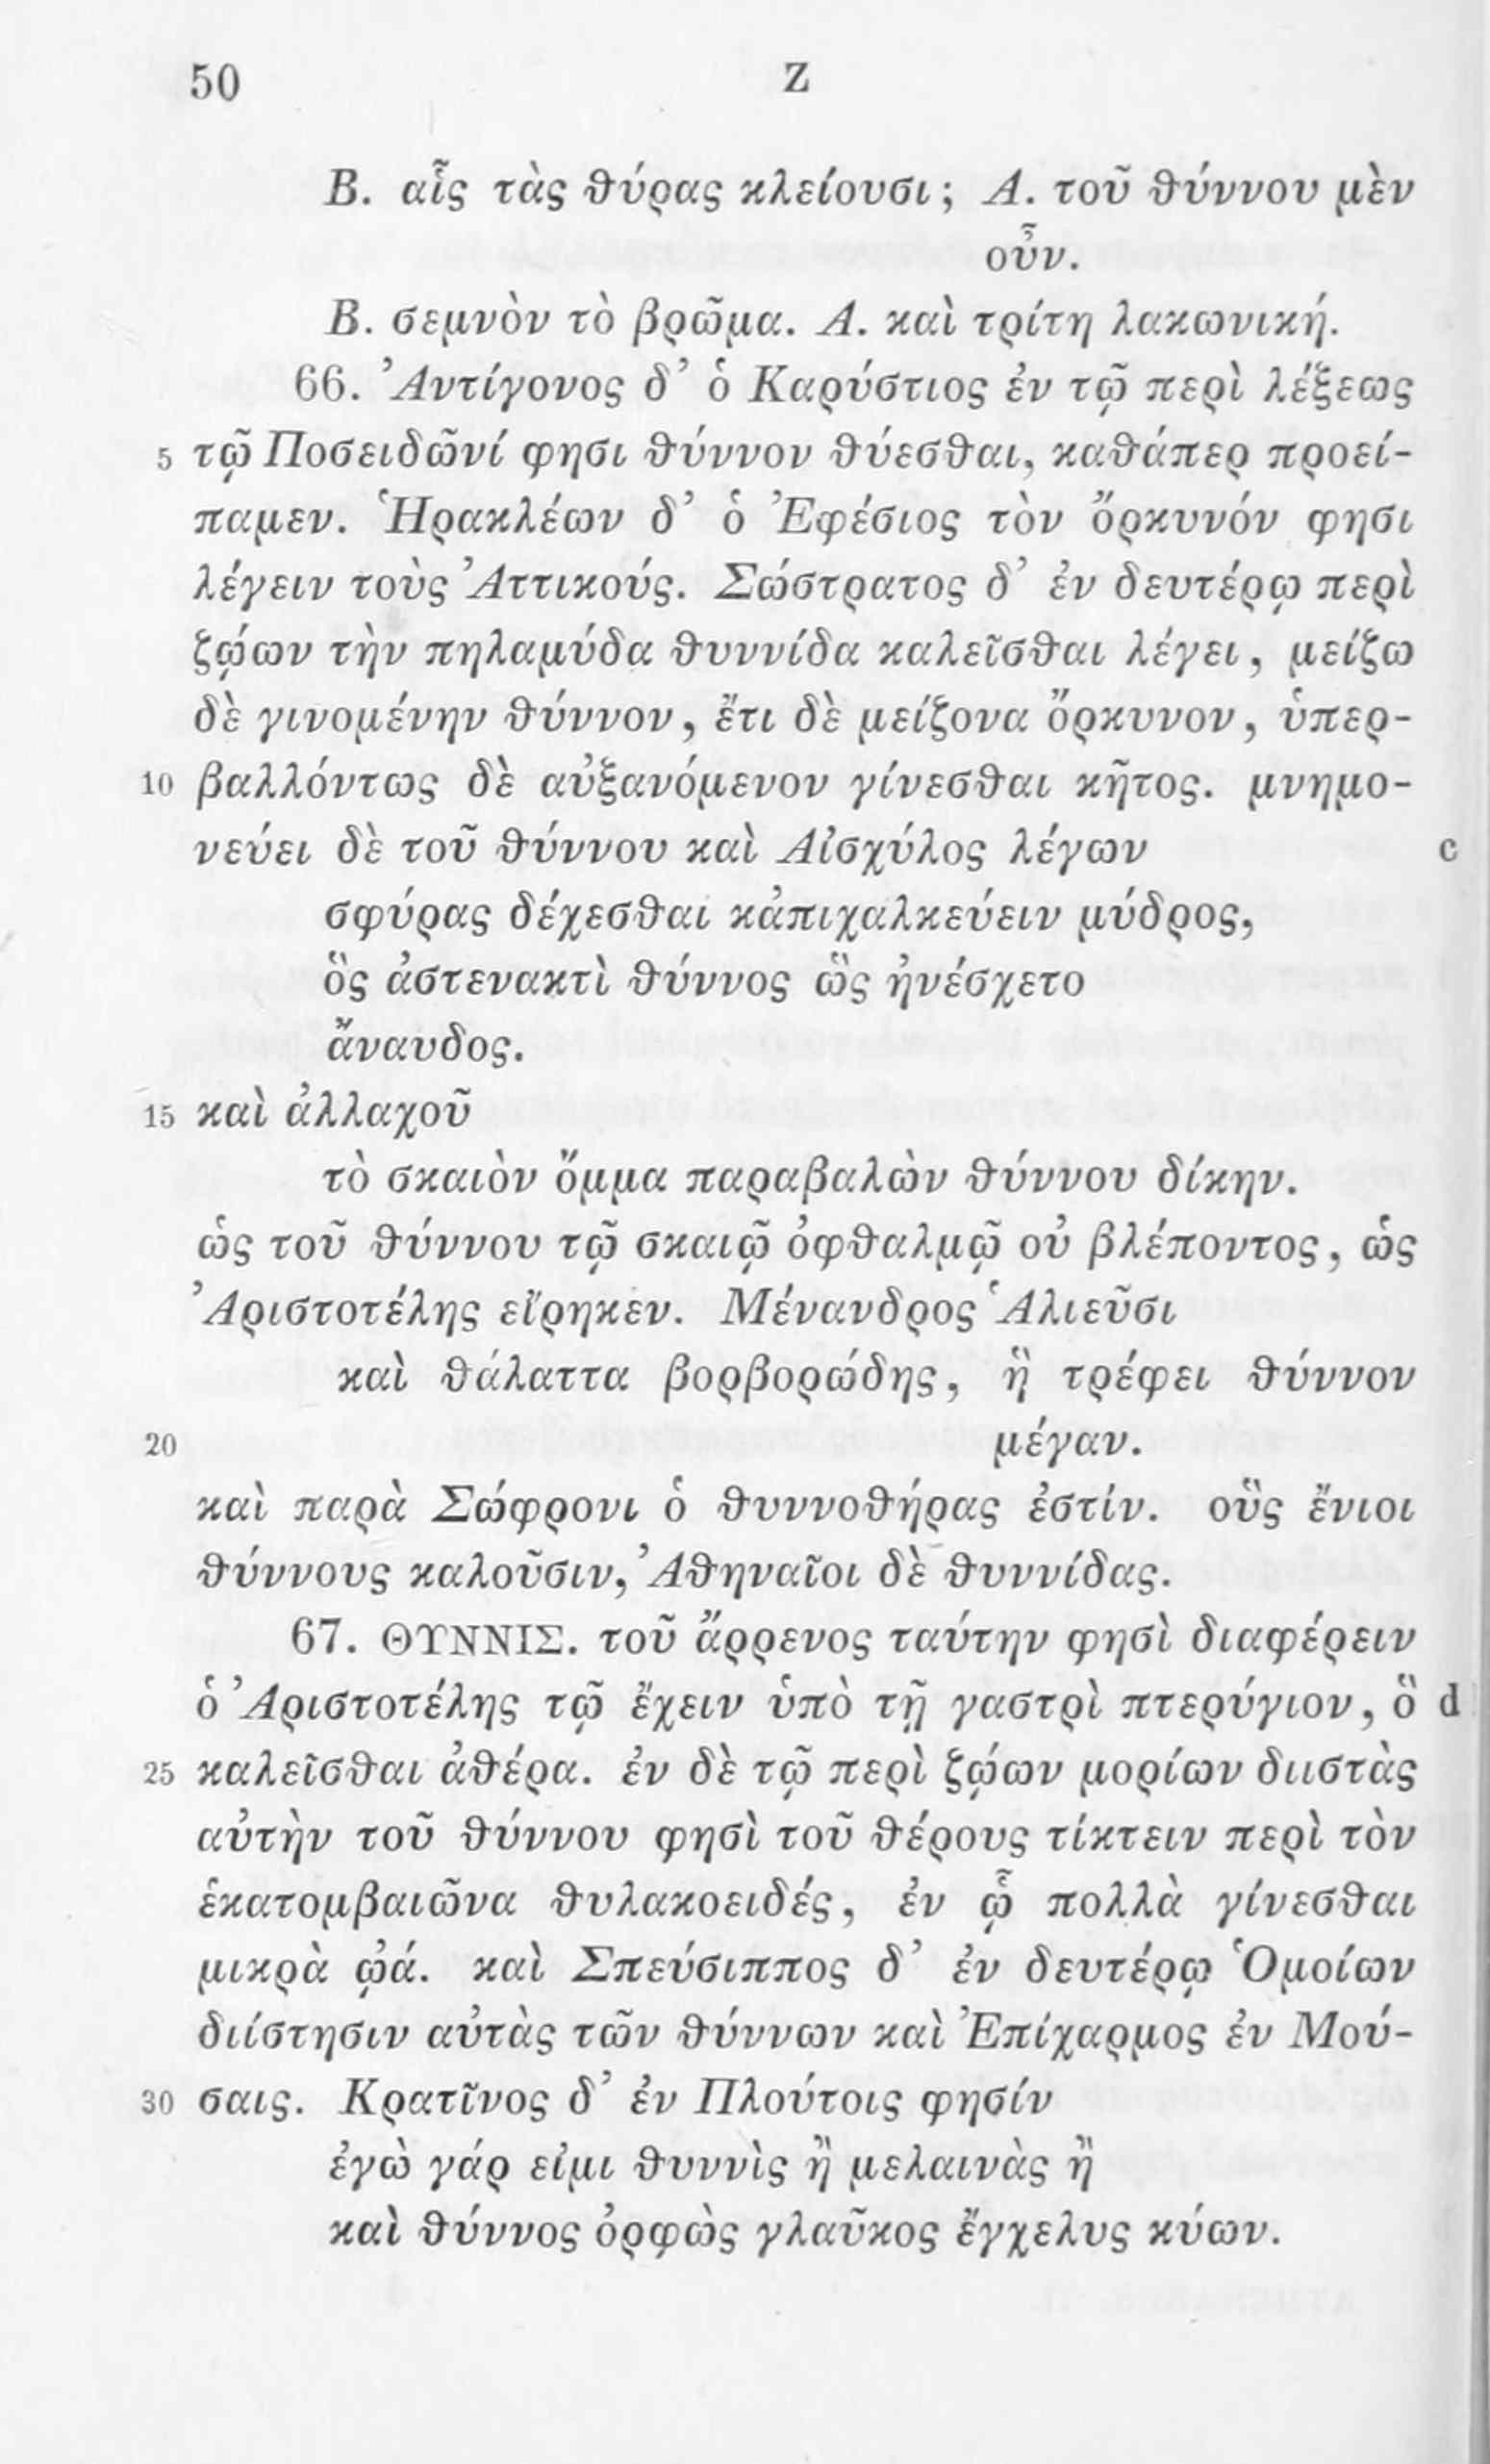 50 Z
Β. αἷς τὰς θύρας κλείουσι; Α. τοῦ θύννου μὲν
οὖν.
Β. σεμνὸν τὸ βρῶμα. Α. καὶ τρίτη λακωνική.
66. Ἀντίγονος δ’ ὁ Καρύστιος ἐν τῷ περὶ λέξεως
5 τῷ Ποσειδῶνί φησι θύννον θύεσθαι, καθάπερ προεί-
παμεν. Ἡρακλέων δ’ ὁ Ἐφέσιος τὸν ὄρκυνόν φησι
λέγειν τοὺς Ἀττικούς. Σώστρατος δ’ ἐν δευτέρῳ περὶ
ζῴων τὴν πηλαμύδα θυννίδα καλεῖσθαι λέγει, μείζω
δὲ γινομένην θύννον, ἔτι δὲ μείζονα ὄρκυνον, ὑπερ-
10 βαλλόντως δὲ αὐξανόμενον γίνεσθαι κῆτος. μνημο-
νεύει δὲ τοῦ θύννου καὶ Αἰσχύλος λέγων c
σφύρας δέχεσθαι κἀπιχαλκεύειν μύδρος,
ὃς ἀστενακτὶ θύννος ὣς ἠνέσχετο
ἄναυδος.
15 καὶ ἀλλαχοῦ
τὸ σκαιὸν ὄμμα παραβαλὼν θύννου δίκην.
ὡς τοῦ θύννου τῷ σκαιῷ ὀφθαλμῷ οὐ βλέποντος, ὡς
Ἀριστοτέλης εἴρηκεν. Μένανδρος Ἁλιεῦσι
καὶ θάλαττα βορβορώδης, ἣ τρέφει θύννον
20 μέγαν.
καὶ παρὰ Σώφρονι ὁ θυννοθήρας ἐστίν. οὓς ἔνιοι
θύννους καλοῦσιν, Ἀθηναῖοι δὲ θυννίδας.
67. ΘΥΝΝΙΣ. τοῦ ἄρρενος ταύτην φησὶ διαφέρειν
ὁ Ἀριστοτέλης τῷ ἔχειν ὑπὸ τῇ γαστρὶ πτερύγιον, ὃ d
25 καλεῖσθαι ἀθέρα. ἐν δὲ τῷ περὶ ζῴων μορίων διιστὰς
αὐτὴν τοῦ θύννου φησὶ τοῦ θέρους τίκτειν περὶ τὸν
ἑκατομβαιῶνα θυλακοειδές, ἐν ᾧ πολλὰ γίνεσθαι
μικρὰ ᾠά. καὶ Σπεύσιππος δ’ ἐν δευτέρῳ Ὁμοίων
διίστησιν αὐτὰς τῶν θύννων καὶ Ἐπίχαρμος ἐν Μού-
30 σαις. Κρατῖνος δ’ ἐν Πλούτοις φησίν
ἐγὼ γάρ εἰμι θυννὶς ἢ μελαινὰς ἢ
καὶ θύννος ὀρφὼς γλαῦκος ἔγχελυς κύων.